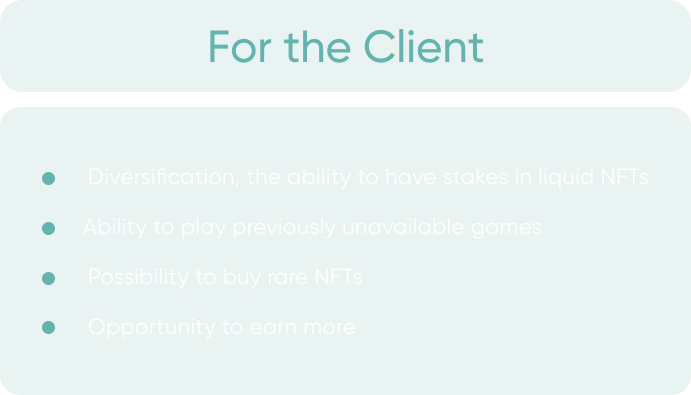 For the Client
Diversification, the ability to have stakes in liquid NFTs
Ability to play previously unavailable games
Possibility to buy rare NFTs
Opportunity to earn more